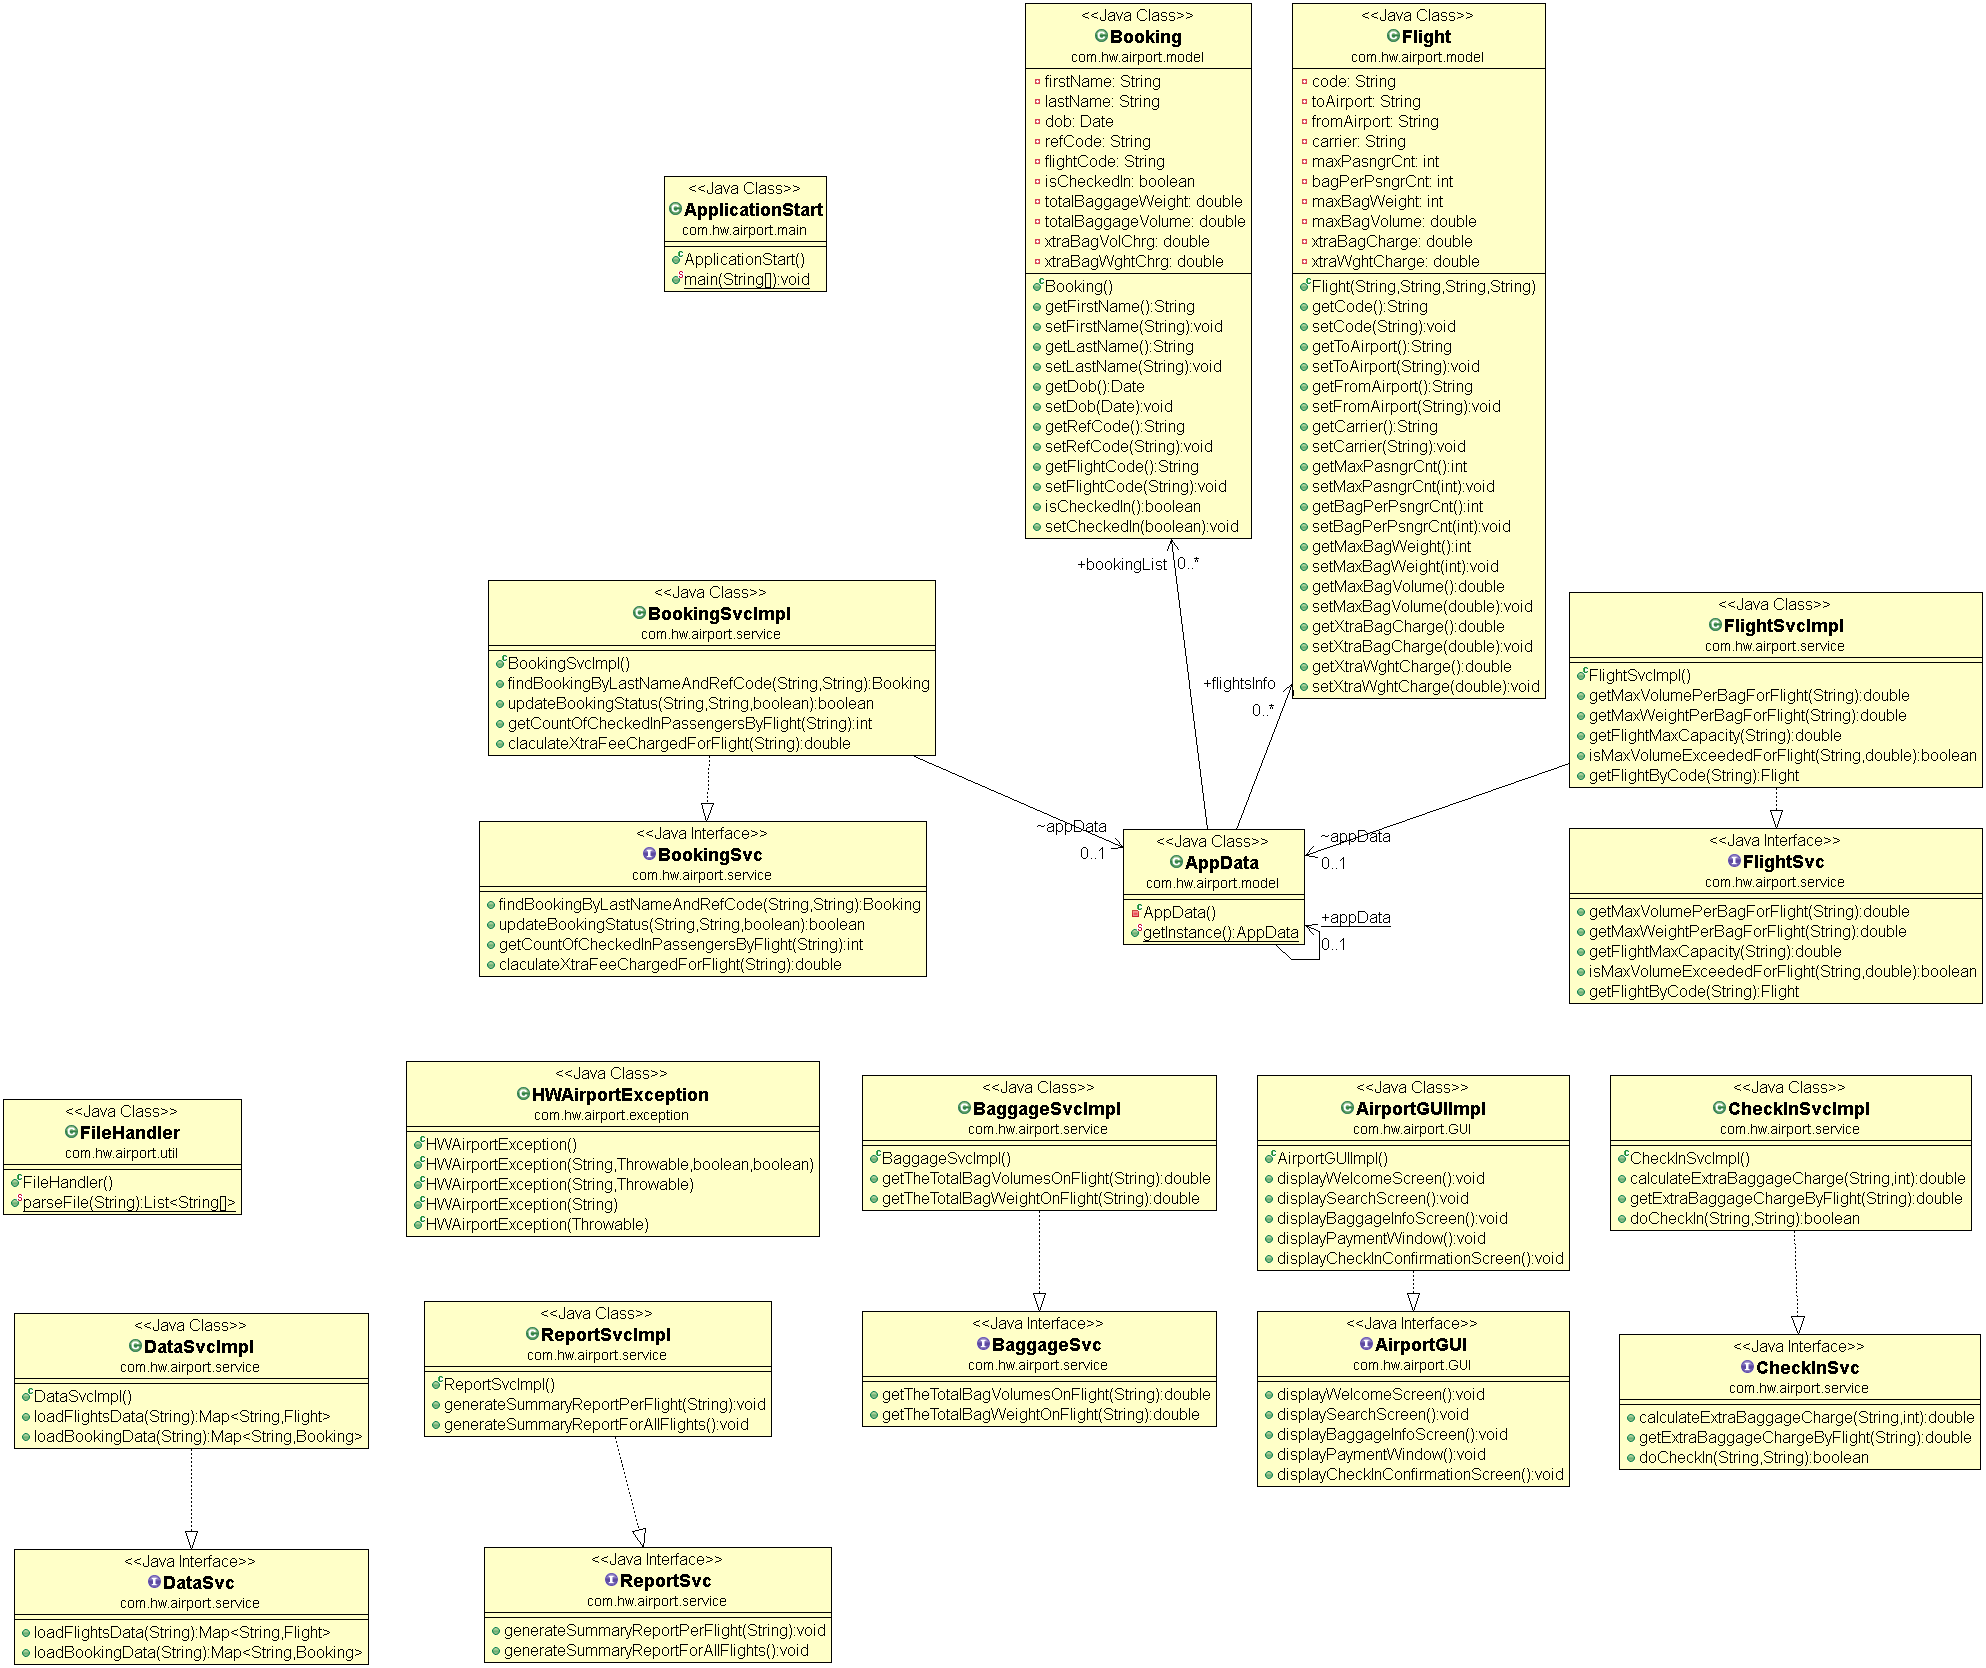 <<Java Class>>
Booking
com.hw.airport.model
firstName: String
lastName: String
dob: Date
refCode: String
flightCode: String
isCheckedIn: boolean
totalBaggageWeight: double
totalBaggageVolume: double
xtraBagVolChrg: double
xtraBagWghtChrg: double
Booking()
getFirstName():String
setFirstName(String):void
getLastName():String
setLastName(String):void
getDob():Date
setDob(Date):void
getRefCode():String
setRefCode(String):void
getFlightCode():String
setFlightCode(String):void
isCheckedIn():boolean
setCheckedIn(boolean):void
<<Java Class>>
Flight
com.hw.airport.model
code: String
toAirport: String
fromAirport: String
carrier: String
maxPasngrCnt: int
bagPerPsngrCnt: int
maxBagWeight: int
maxBagVolume: double
xtraBagCharge: double
xtraWghtCharge: double
Flight(String,String,String,String)
getCode():String
setCode(String):void
getToAirport():String
setToAirport(String):void
getFromAirport():String
setFromAirport(String):void
getCarrier():String
setCarrier(String):void
getMaxPasngrCnt():int
setMaxPasngrCnt(int):void
getBagPerPsngrCnt():int
setBagPerPsngrCnt(int):void
getMaxBagWeight():int
setMaxBagWeight(int):void
getMaxBagVolume():double
setMaxBagVolume(double):void
getXtraBagCharge():double
setXtraBagCharge(double):void
getXtraWghtCharge():double
setXtraWghtCharge(double):void
<<Java Class>>
ApplicationStart
com.hw.airport.main
ApplicationStart()
main(String[]):void
+bookingList 0..*
+flightsInfo
0..*
<<Java Class>>
BookingSvcImpl
com.hw.airport.service
BookingSvcImpl()
findBookingByLastNameAndRefCode(String,String):Booking
updateBookingStatus(String,String,boolean):boolean
getCountOfCheckedInPassengersByFlight(String):int
claculateXtraFeeChargedForFlight(String):double
<<Java Class>>
FlightSvcImpl
com.hw.airport.service
FlightSvcImpl()
getMaxVolumePerBagForFlight(String):double
getMaxWeightPerBagForFlight(String):double
getFlightMaxCapacity(String):double
isMaxVolumeExceededForFlight(String,double):boolean
getFlightByCode(String):Flight
<<Java Interface>>
BookingSvc
com.hw.airport.service
findBookingByLastNameAndRefCode(String,String):Booking
updateBookingStatus(String,String,boolean):boolean
getCountOfCheckedInPassengersByFlight(String):int
claculateXtraFeeChargedForFlight(String):double
~appData
0..1
<<Java Class>>
AppData
com.hw.airport.model
AppData()
getInstance():AppData
~appData
0..1
+appData
0..1
<<Java Interface>>
FlightSvc
com.hw.airport.service
getMaxVolumePerBagForFlight(String):double
getMaxWeightPerBagForFlight(String):double
getFlightMaxCapacity(String):double
isMaxVolumeExceededForFlight(String,double):boolean
getFlightByCode(String):Flight
<<Java Class>>
FileHandler
com.hw.airport.util
FileHandler()
parseFile(String):List<String[]>
<<Java Class>>
HWAirportException
com.hw.airport.exception
HWAirportException()
HWAirportException(String,Throwable,boolean,boolean)
HWAirportException(String,Throwable)
HWAirportException(String)
HWAirportException(Throwable)
<<Java Class>>
BaggageSvcImpl
com.hw.airport.service
BaggageSvcImpl()
getTheTotalBagVolumesOnFlight(String):double
getTheTotalBagWeightOnFlight(String):double
<<Java Class>>
AirportGUIImpl
com.hw.airport.GUI
AirportGUIImpl()
displayWelcomeScreen():void
displaySearchScreen():void
displayBaggageInfoScreen():void
displayPaymentWindow():void
displayCheckInConfirmationScreen():void
<<Java Class>>
CheckInSvcImpl
com.hw.airport.service
CheckInSvcImpl()
calculateExtraBaggageCharge(String,int):double
getExtraBaggageChargeByFlight(String):double
doCheckIn(String,String):boolean
<<Java Class>>
DataSvcImpl
com.hw.airport.service
DataSvcImpl()
loadFlightsData(String):Map<String,Flight>
loadBookingData(String):Map<String,Booking>
<<Java Class>>
ReportSvcImpl
com.hw.airport.service
ReportSvcImpl()
generateSummaryReportPerFlight(String):void
generateSummaryReportForAllFlights():void
<<Java Interface>>
BaggageSvc
com.hw.airport.service
getTheTotalBagVolumesOnFlight(String):double
getTheTotalBagWeightOnFlight(String):double
<<Java Interface>>
AirportGUI
com.hw.airport.GUI
displayWelcomeScreen():void
displaySearchScreen():void
displayBaggageInfoScreen():void
displayPaymentWindow():void
displayCheckInConfirmationScreen():void
<<Java Interface>>
CheckInSvc
com.hw.airport.service
calculateExtraBaggageCharge(String,int):double
getExtraBaggageChargeByFlight(String):double
doCheckIn(String,String):boolean
<<Java Interface>>
DataSvc
com.hw.airport.service
loadFlightsData(String):Map<String,Flight>
loadBookingData(String):Map<String,Booking>
<<Java Interface>>
ReportSvc
com.hw.airport.service
generateSummaryReportPerFlight(String):void
generateSummaryReportForAllFlights():void